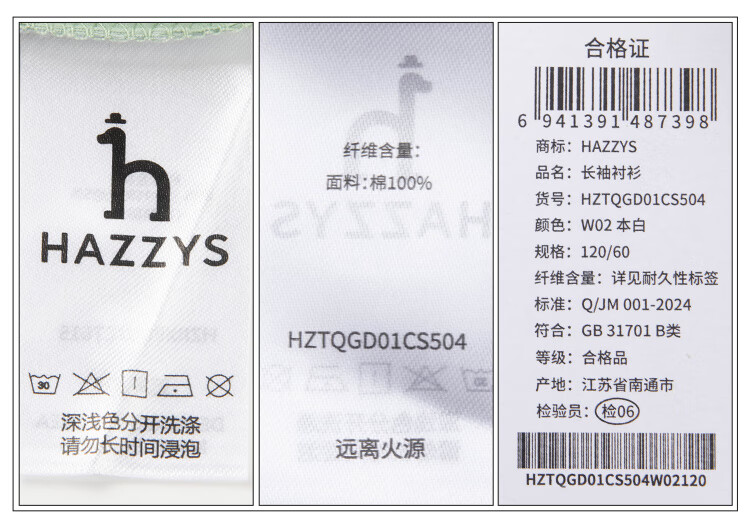 HAZZYS
30
深浅色分开洗涤
请勿长时间浸泡
纤维含量：
面料：棉100%
HZTQGD01CS504
远离火源
合格证
6 941391 487398
商标：HAZZYS
品名：长袖衬衫
货号：HZTQGD01CS504
颜色：W02 本白
规格：120/60
纤维含量：详见耐久性标签
标准：Q/JM 001-2024
符合：GB 31701 B类
等级：合格品
产地：江苏省南通市
检验员：检06
HZTQGD01CS504W02120